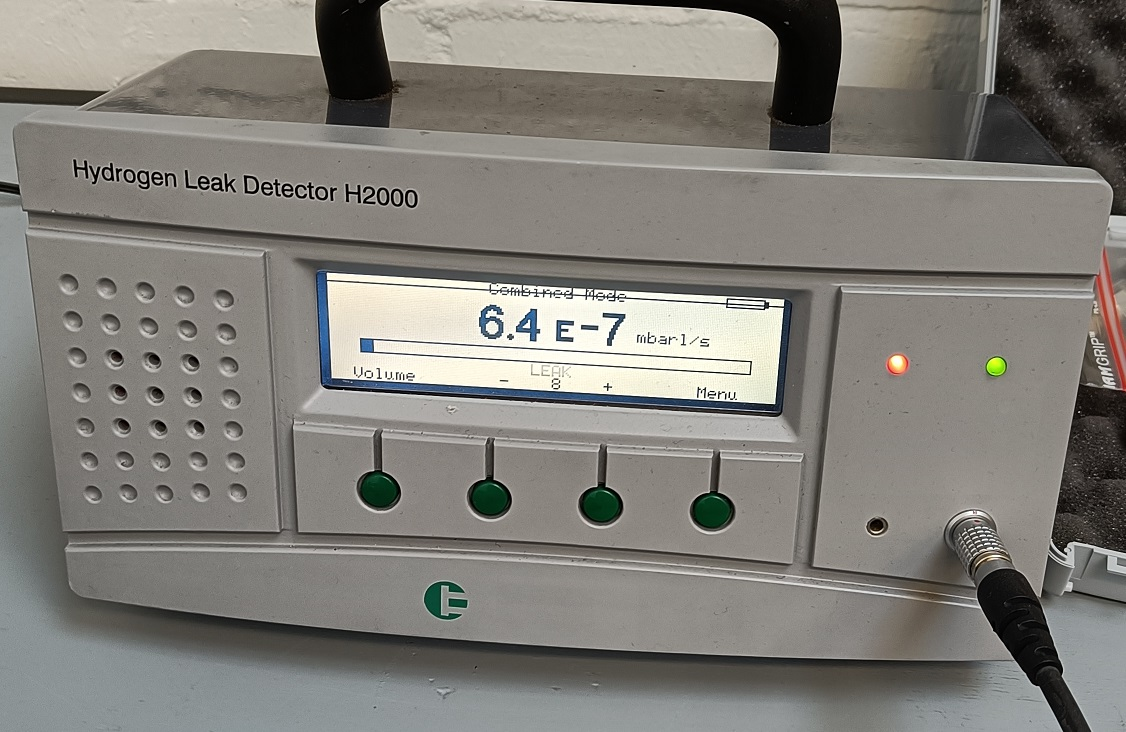 Hydrogen Leak Detector H2000
Combined Mode
6.4 E-7 mbarl/s
LEAK
Volume - 8 + Menu